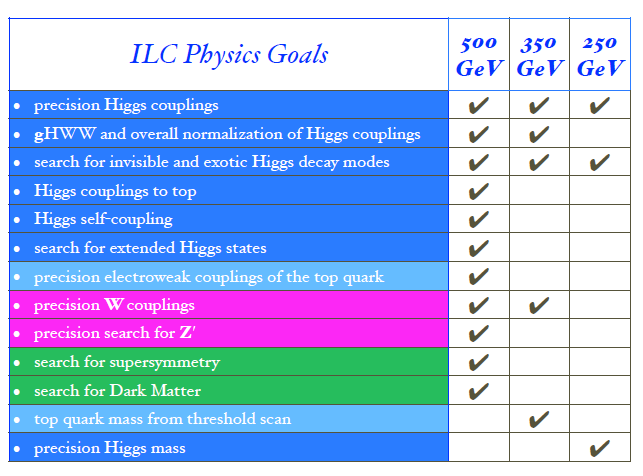 ILC Physics Goals 500 GeV 350 GeV 250 GeV
• precision Higgs couplings ✔ ✔ ✔
• gHWW and overall normalization of Higgs couplings ✔ ✔
• search for invisible and exotic Higgs decay modes ✔ ✔ ✔
• Higgs couplings to top ✔
• Higgs self-coupling ✔
• search for extended Higgs states ✔
• precision electroweak couplings of the top quark ✔
• precision W couplings ✔ ✔
• precision search for Z′ ✔
• search for supersymmetry ✔
• search for Dark Matter ✔
• top quark mass from threshold scan ✔
• precision Higgs mass ✔